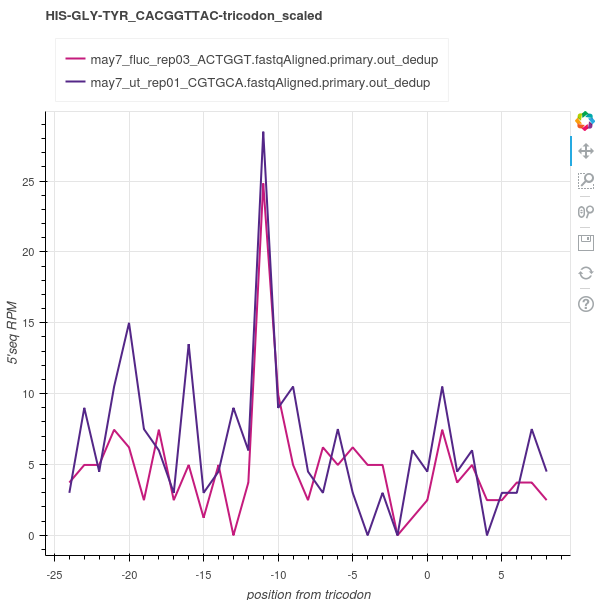 HIS-GLY-TYR_CACGGTTAC-tricodon_scaled
may7_fluc_rep03_ACTGGT.fastqAligned.primary.out_dedup
may7_ut_rep01_CGTGCA.fastqAligned.primary.out_dedup
25
20
15
10
5
0
5'seq RPM
-25 -20 -15 -10 -5 0 5
position from tricodon